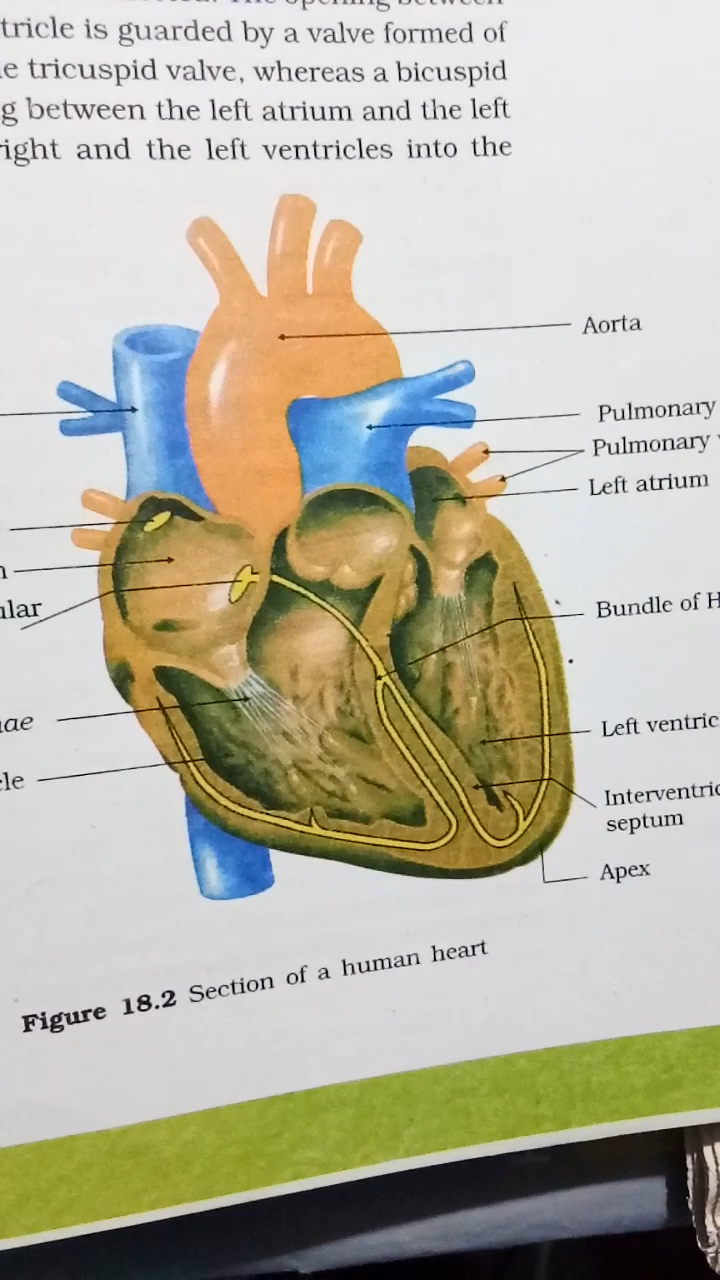 tricle is guarded by a valve formed of
e tricuspid valve, whereas a bicuspid
g between the left atrium and the left
ight and the left ventricles into the
Aorta
Pulmonary
Pulmonary
Left atrium
ular
Bundle of H
nae
Left ventric
cle
Interventric
septum
Apex
Figure 18.2 Section of a human heart